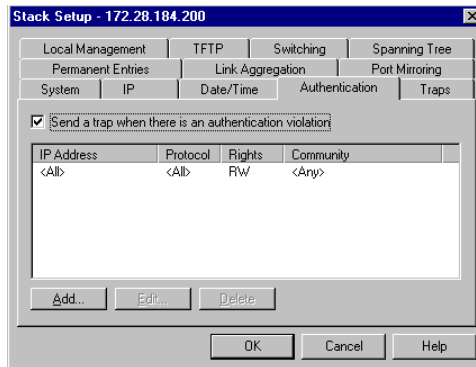 Stack Setup - 172.28.184.200
Local Management TFTP Switching Spanning Tree
Permanent Entries Link Aggregation Port Mirroring
System IP Date/Time Authentication Traps
Send a trap when there is an authentication violation
IP Address Protocol Rights Community
<All> <All> RW <Any>
Add... Edit... Delete
OK Cancel Help